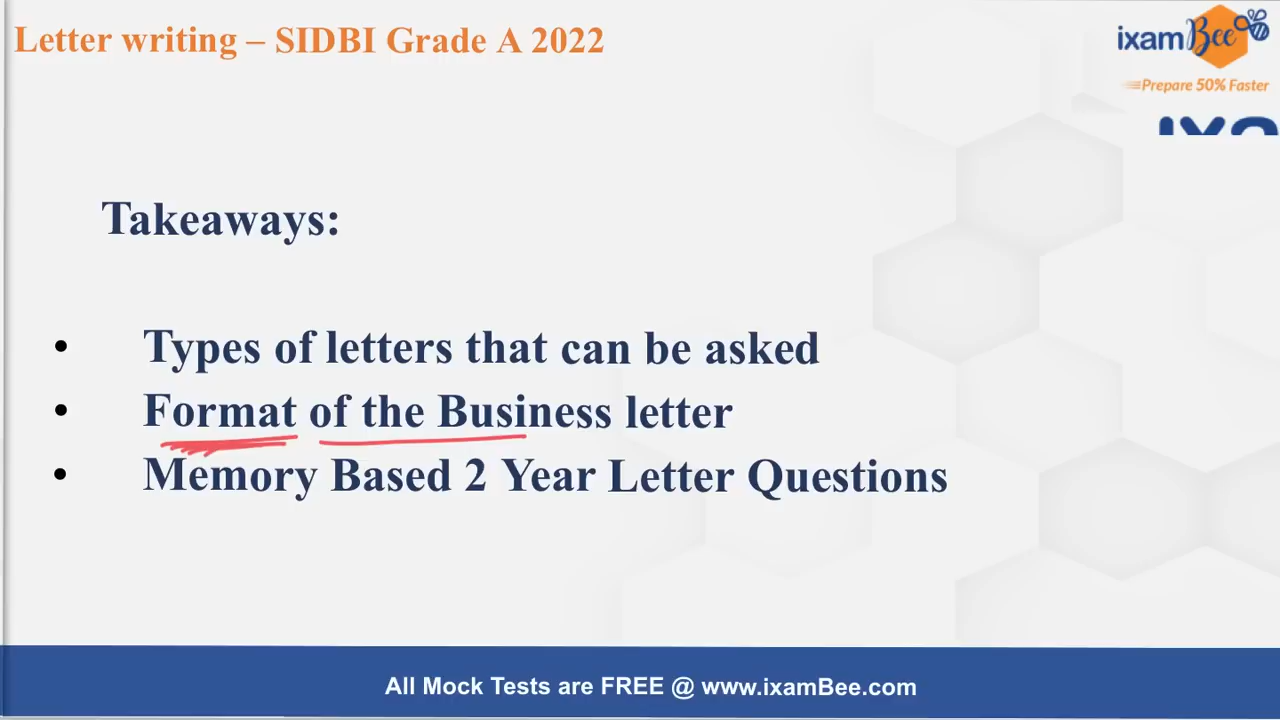 Letter writing – SIDBI Grade A 2022
ixamBee
Prepare 50% Faster
Takeaways:
• Types of letters that can be asked
• Format of the Business letter
• Memory Based 2 Year Letter Questions
All Mock Tests are FREE @ www.ixamBee.com